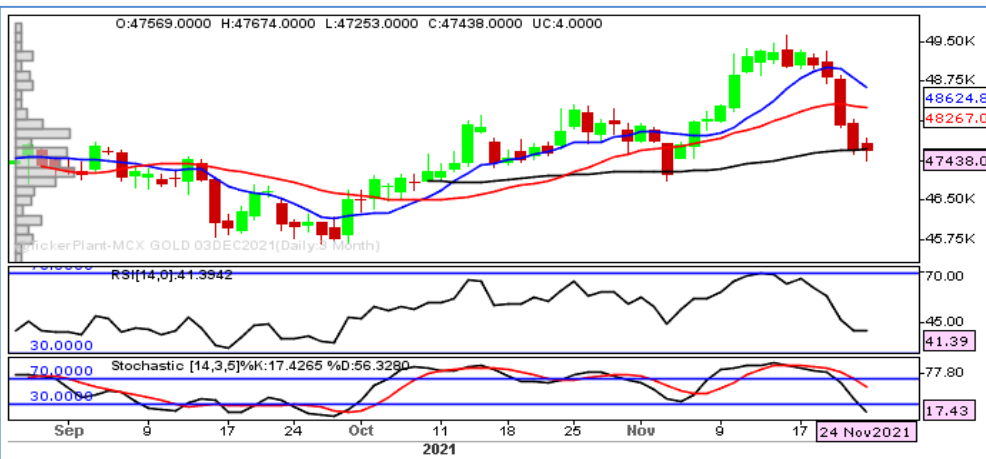 O:47569.0000 H:47674.0000 L:47253.0000 C:47438.0000 UC:4.0000
49.50K
48.75K
48624.8
48267.0
47438.0
46.50K
45.75K
TickerPlant-MCX GOLD 03DEC2021(Daily:3 Month)
70.0000
RSI[14,0]:41.3942
70.00
45.00
30.0000
41.39
Stochastic [14,3,5]%K:17.4265 %D:56.3280
70.0000
77.80
30.0000
17.43
Sep 9 17 24 Oct 11 18 25 Nov 9 17 24 Nov2021
2021